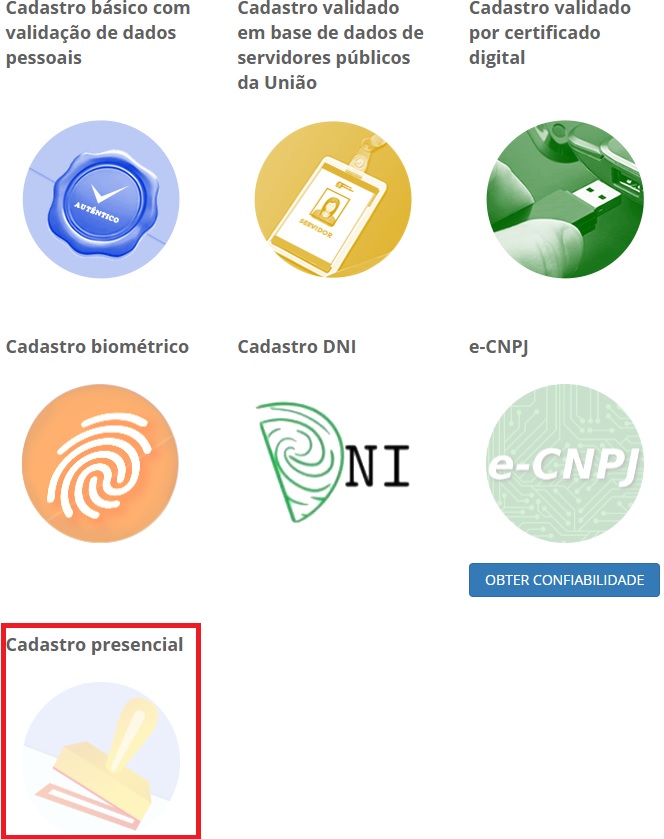 Cadastro básico com
validação de dados
pessoais
Cadastro validado
em base de dados de
servidores públicos
da União
Cadastro validado
por certificado
digital
AUTÊNTICO
SERVIDOR
Cadastro biométrico
Cadastro DNI
e-CNPJ
NI
e-CNPJ
OBTER CONFIABILIDADE
Cadastro presencial